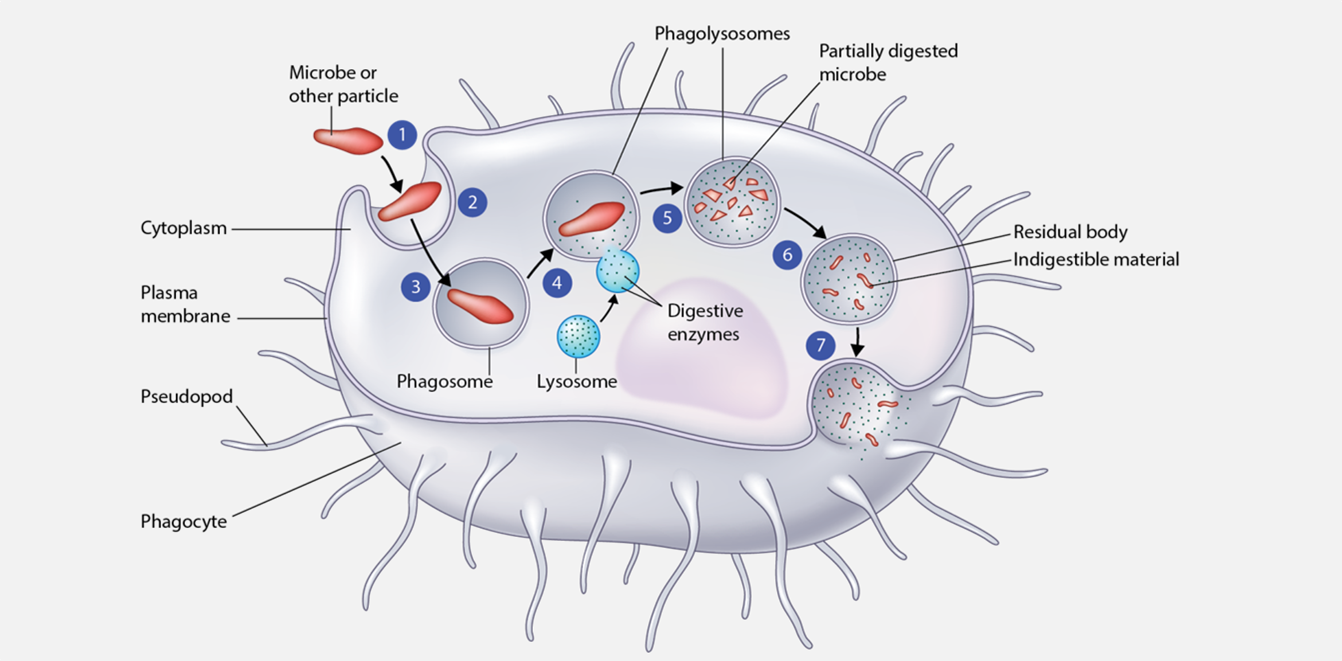 Phagolysosomes
Partially digested
microbe
Microbe or
other particle
1
2
Cytoplasm
5
Residual body
6
Indigestible material
3
4
Plasma
membrane
Digestive
enzymes
7
Phagosome
Lysosome
Pseudopod
Phagocyte